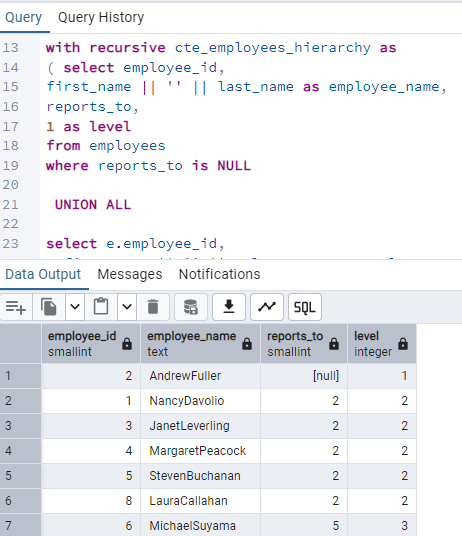 Query Query History
13 with recursive cte_employees_hierarchy as
14 ( select employee_id,
15 first_name || '' || last_name as employee_name,
16 reports_to,
17 1 as level
18 from employees
19 where reports_to is NULL
20
21 UNION ALL
22
23 select e.employee_id,
Data Output Messages Notifications
SQL
employee_id employee_name reports_to level
smallint text smallint integer
1 2 AndrewFuller [null] 1
2 1 NancyDavolio 2 2
3 3 JanetLeverling 2 2
4 4 MargaretPeacock 2 2
5 5 StevenBuchanan 2 2
6 8 LauraCallahan 2 2
7 6 MichaelSuyama 5 3